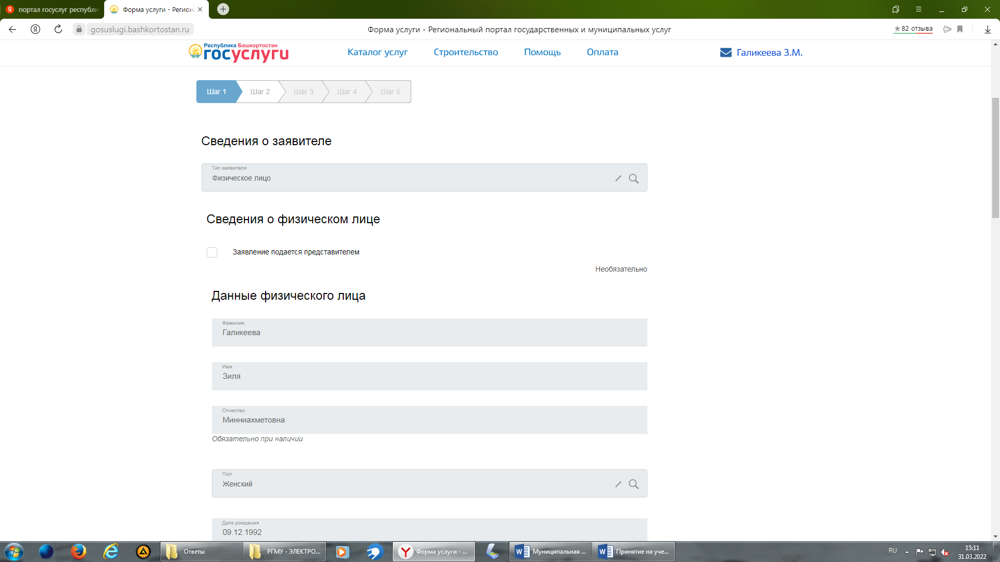 портал госуслуг республи
Форма услуги - Регион
gosuslugi.bashkortostan.ru
Форма услуги - Региональный портал государственных и муниципальных услуг
82 отзыва
Республика Башкортостан
госуслуги
Каталог услуг
Строительство
Помощь
Оплата
Галикеева З.М.
Шаг 1
Шаг 2
Шаг 3
Шаг 4
Шаг 5
Сведения о заявителе
Тип заявителя
Физическое лицо
Сведения о физическом лице
Заявление подается представителем
Необязательно
Данные физического лица
Фамилия
Галикеева
Имя
Зиля
Отчество
Минниахметовна
Обязательно при наличии
Пол
Женский
Дата рождения
09.12.1992
Ответы
РГМУ - ЭЛЕКТРО...
Форма услуги - ...
Муниципальная ...
Принятие на уче...
RU
15:11
31.03.2022